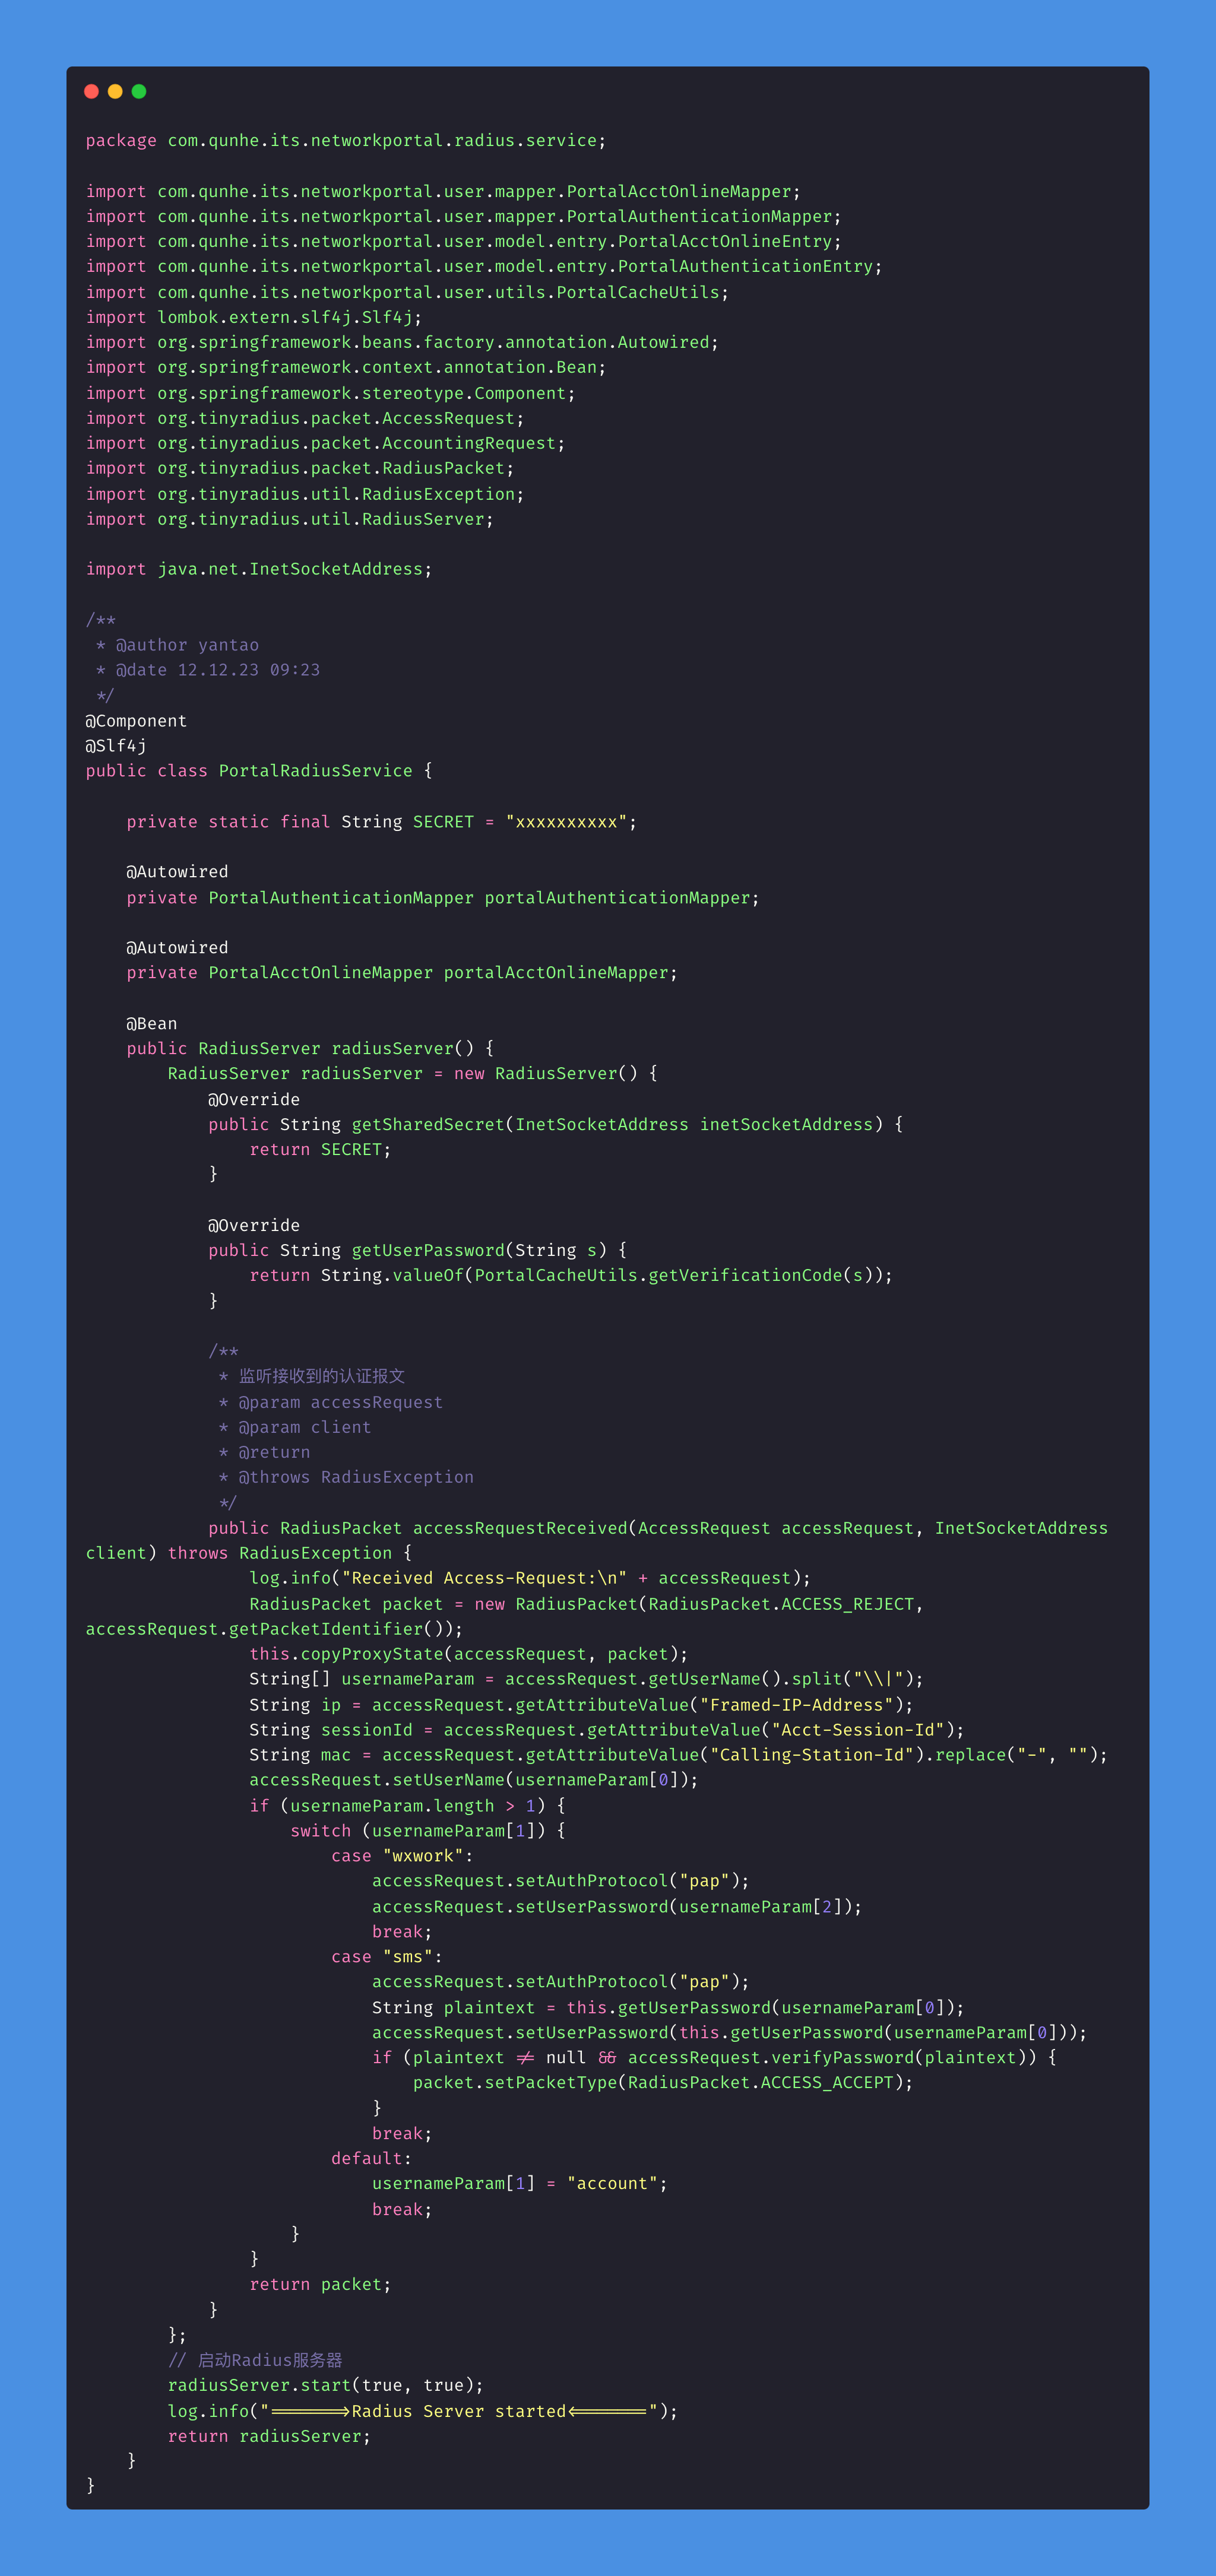 package com.qunhe.its.networkportal.radius.service;

import com.qunhe.its.networkportal.user.mapper.PortalAcctOnlineMapper;
import com.qunhe.its.networkportal.user.mapper.PortalAuthenticationMapper;
import com.qunhe.its.networkportal.user.model.entry.PortalAcctOnlineEntry;
import com.qunhe.its.networkportal.user.model.entry.PortalAuthenticationEntry;
import com.qunhe.its.networkportal.user.utils.PortalCacheUtils;
import lombok.extern.slf4j.Slf4j;
import org.springframework.beans.factory.annotation.Autowired;
import org.springframework.context.annotation.Bean;
import org.springframework.stereotype.Component;
import org.tinyradius.packet.AccessRequest;
import org.tinyradius.packet.AccountingRequest;
import org.tinyradius.packet.RadiusPacket;
import org.tinyradius.util.RadiusException;
import org.tinyradius.util.RadiusServer;

import java.net.InetSocketAddress;

/**
 * @author yantao
 * @date 12.12.23 09:23
 */
@Component
@Slf4j
public class PortalRadiusService {

    private static final String SECRET = "xxxxxxxxxx";

    @Autowired
    private PortalAuthenticationMapper portalAuthenticationMapper;

    @Autowired
    private PortalAcctOnlineMapper portalAcctOnlineMapper;

    @Bean
    public RadiusServer radiusServer() {
        RadiusServer radiusServer = new RadiusServer() {
            @Override
            public String getSharedSecret(InetSocketAddress inetSocketAddress) {
                return SECRET;
            }

            @Override
            public String getUserPassword(String s) {
                return String.valueOf(PortalCacheUtils.getVerificationCode(s));
            }

            /**
             * 监听接收到的认证报文
             * @param accessRequest
             * @param client
             * @return
             * @throws RadiusException
             */
            public RadiusPacket accessRequestReceived(AccessRequest accessRequest, InetSocketAddress
client) throws RadiusException {
                log.info("Received Access-Request:\n" + accessRequest);
                RadiusPacket packet = new RadiusPacket(RadiusPacket.ACCESS_REJECT,
accessRequest.getPacketIdentifier());
                this.copyProxyState(accessRequest, packet);
                String[] usernameParam = accessRequest.getUserName().split("\\|");
                String ip = accessRequest.getAttributeValue("Framed-IP-Address");
                String sessionId = accessRequest.getAttributeValue("Acct-Session-Id");
                String mac = accessRequest.getAttributeValue("Calling-Station-Id").replace("-", "");
                accessRequest.setUserName(usernameParam[0]);
                if (usernameParam.length > 1) {
                    switch (usernameParam[1]) {
                        case "wxwork":
                            accessRequest.setAuthProtocol("pap");
                            accessRequest.setUserPassword(usernameParam[2]);
                            break;
                        case "sms":
                            accessRequest.setAuthProtocol("pap");
                            String plaintext = this.getUserPassword(usernameParam[0]);
                            accessRequest.setUserPassword(this.getUserPassword(usernameParam[0]));
                            if (plaintext != null && accessRequest.verifyPassword(plaintext)) {
                                packet.setPacketType(RadiusPacket.ACCESS_ACCEPT);
                            }
                            break;
                        default:
                            usernameParam[1] = "account";
                            break;
                    }
                }
                return packet;
            }
        };
        // 启动Radius服务器
        radiusServer.start(true, true);
        log.info("=======>Radius Server started<=======");
        return radiusServer;
    }
}